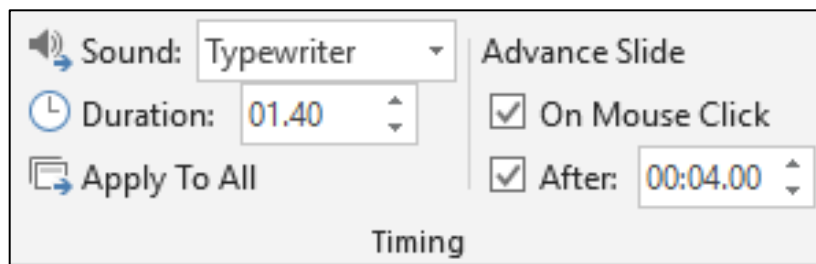 Sound: Typewriter
Duration: 01.40
Apply To All
Advance Slide
On Mouse Click
After: 00:04.00
Timing